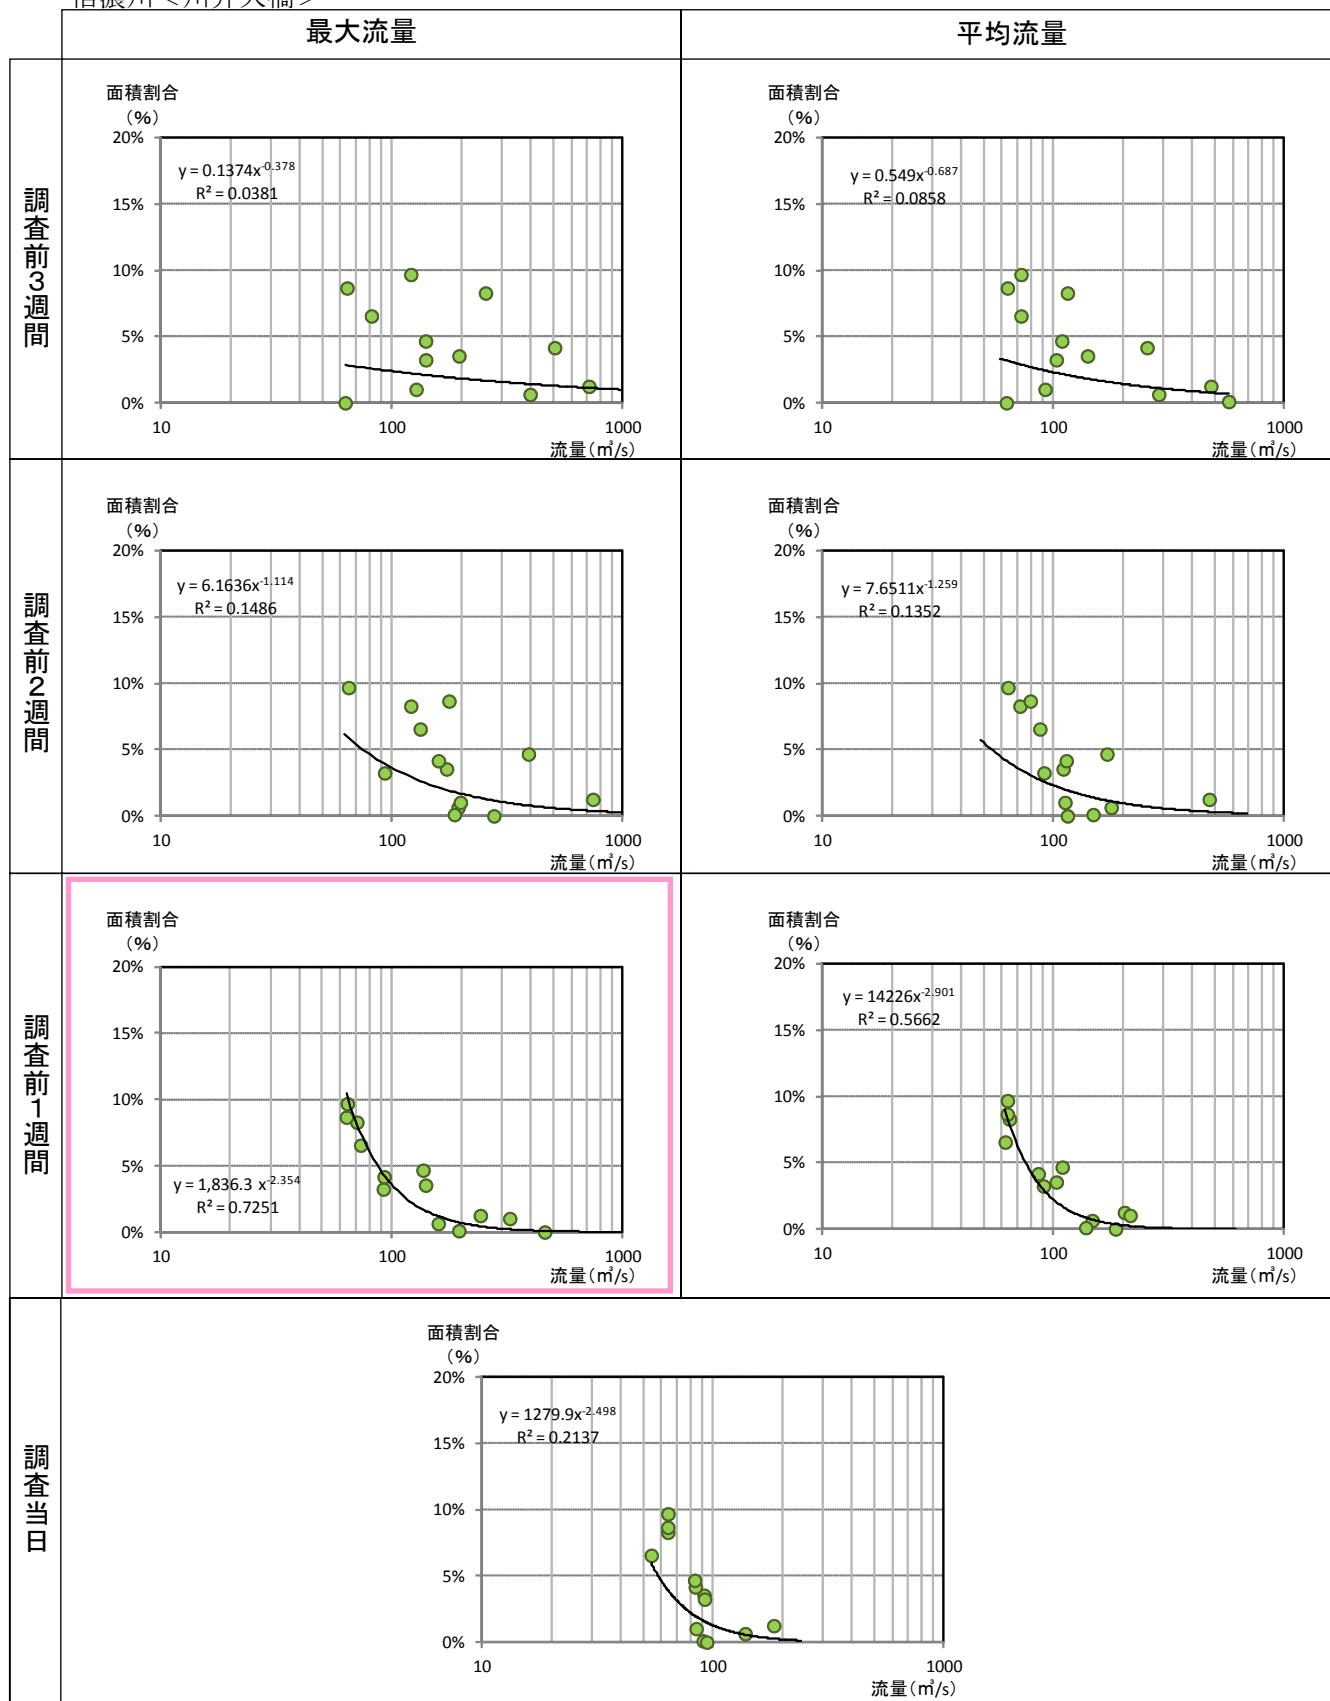 最大流量
平均流量
調査前3週間
面積割合
(%)
20%
15%
10%
5%
0%
y = 0.1374x-0.378
R² = 0.0381
10
100
1000
流量(㎥/s)
面積割合
(%)
20%
15%
10%
5%
0%
y = 0.549x-0.687
R² = 0.0858
10
100
1000
流量(㎥/s)
調査前2週間
面積割合
(%)
20%
15%
10%
5%
0%
y = 6.1636x-1.114
R² = 0.1486
10
100
1000
流量(㎥/s)
面積割合
(%)
20%
15%
10%
5%
0%
y = 7.6511x-1.259
R² = 0.1352
10
100
1000
流量(㎥/s)
調査前1週間
面積割合
(%)
20%
15%
10%
5%
0%
y = 1,836.3 x-2.354
R² = 0.7251
10
100
1000
流量(㎥/s)
面積割合
(%)
20%
15%
10%
5%
0%
y = 14226x-2.901
R² = 0.5662
10
100
1000
流量(㎥/s)
調査当日
面積割合
(%)
20%
15%
10%
5%
0%
y = 1279.9x-2.498
R² = 0.2137
10
100
1000
流量(㎥/s)